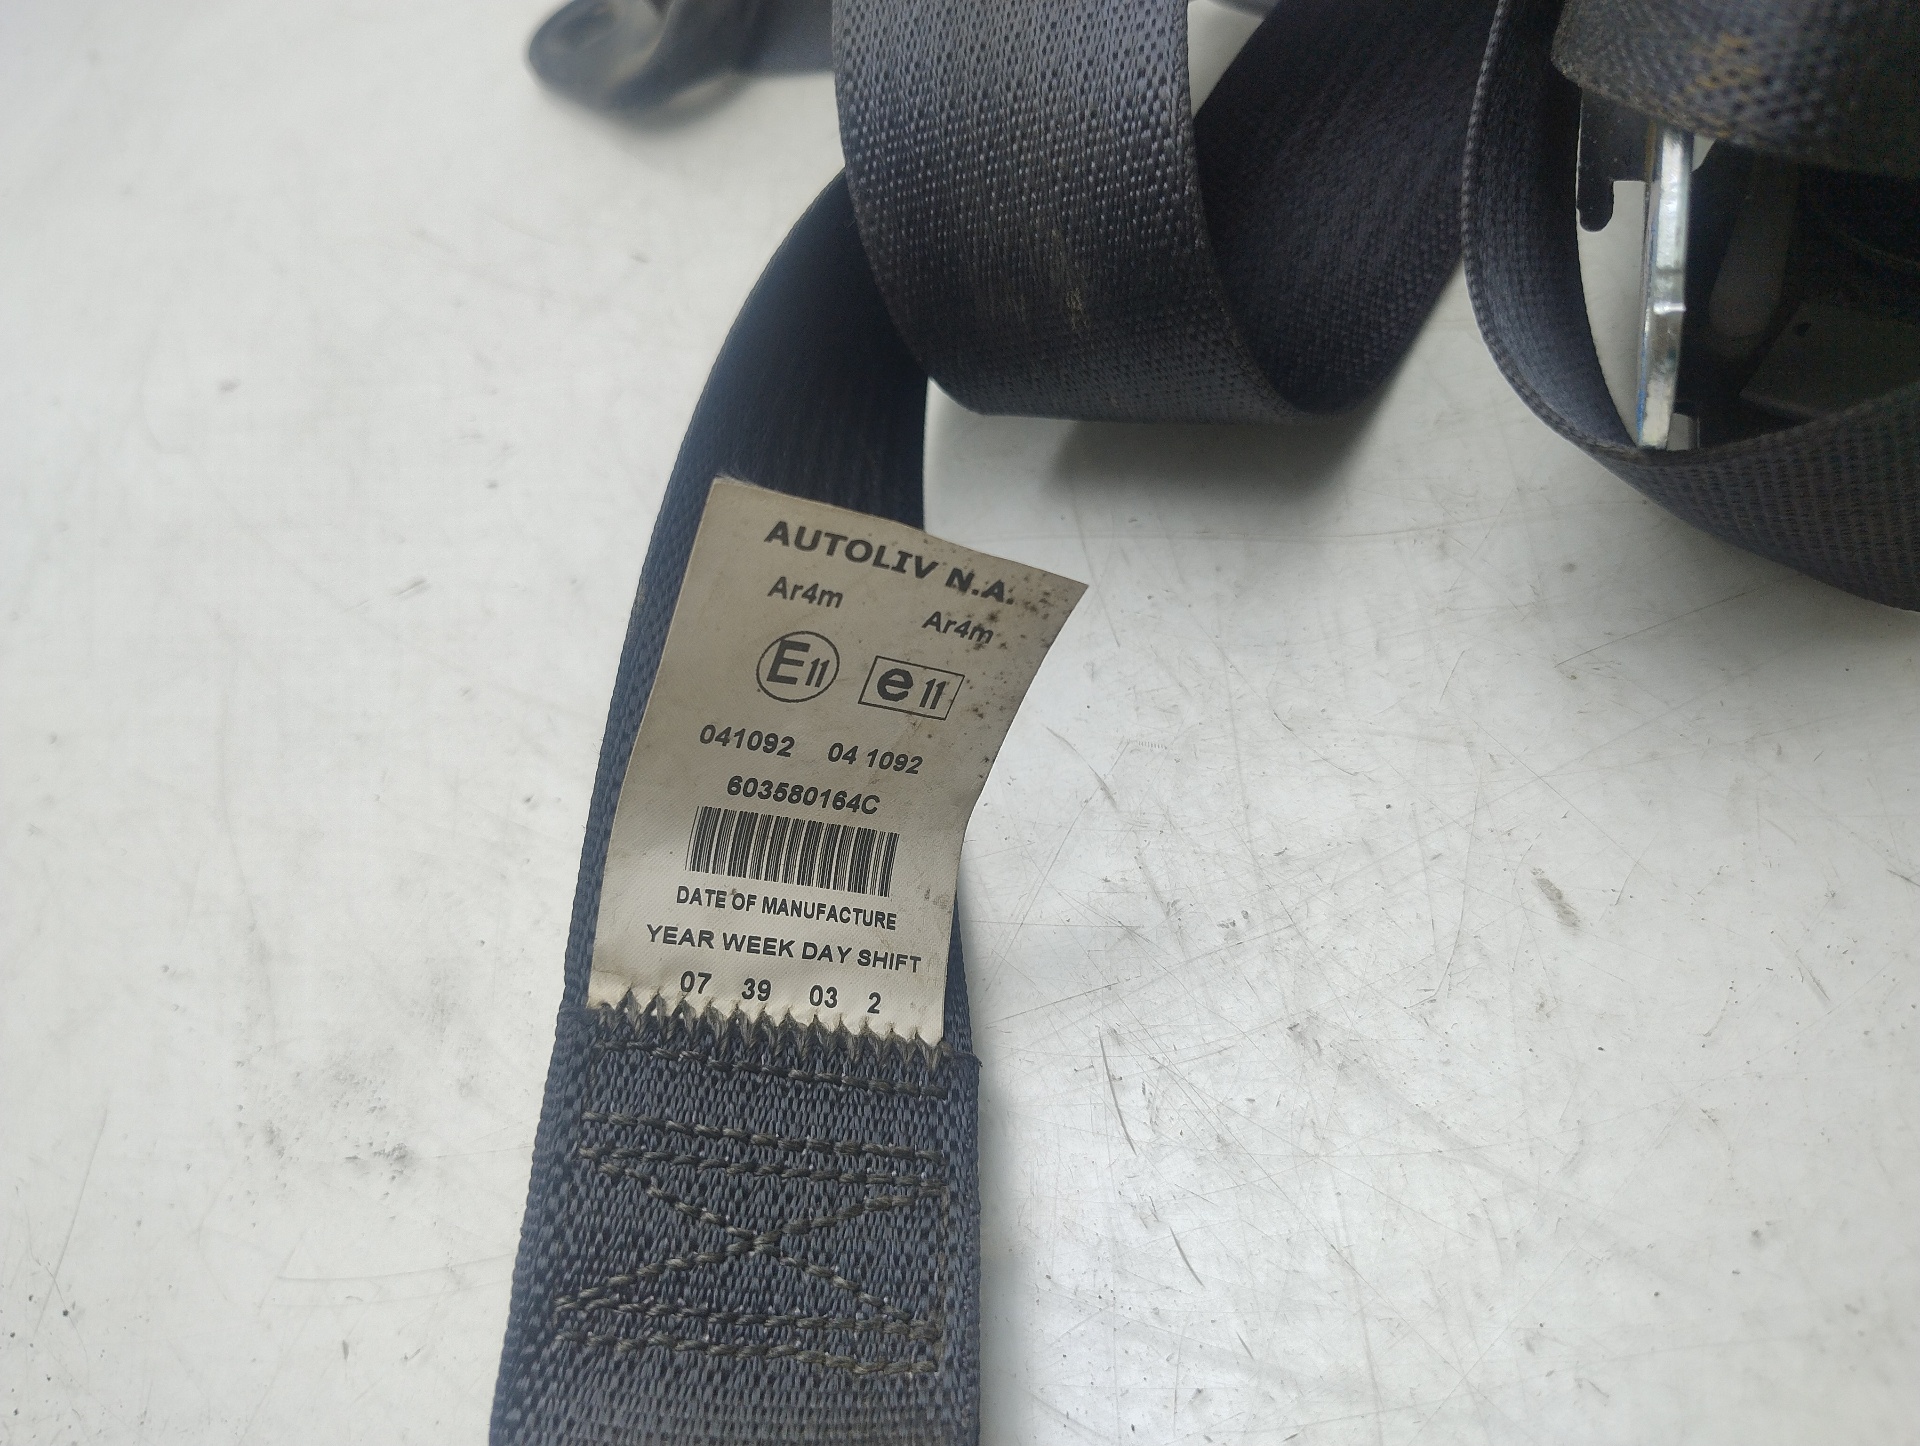 AUTOLIV N.A.
Ar4m Ar4m
E11 e11
041092 04 1092
603580164C
DATE OF MANUFACTURE
YEAR WEEK DAY SHIFT
07 39 03 2